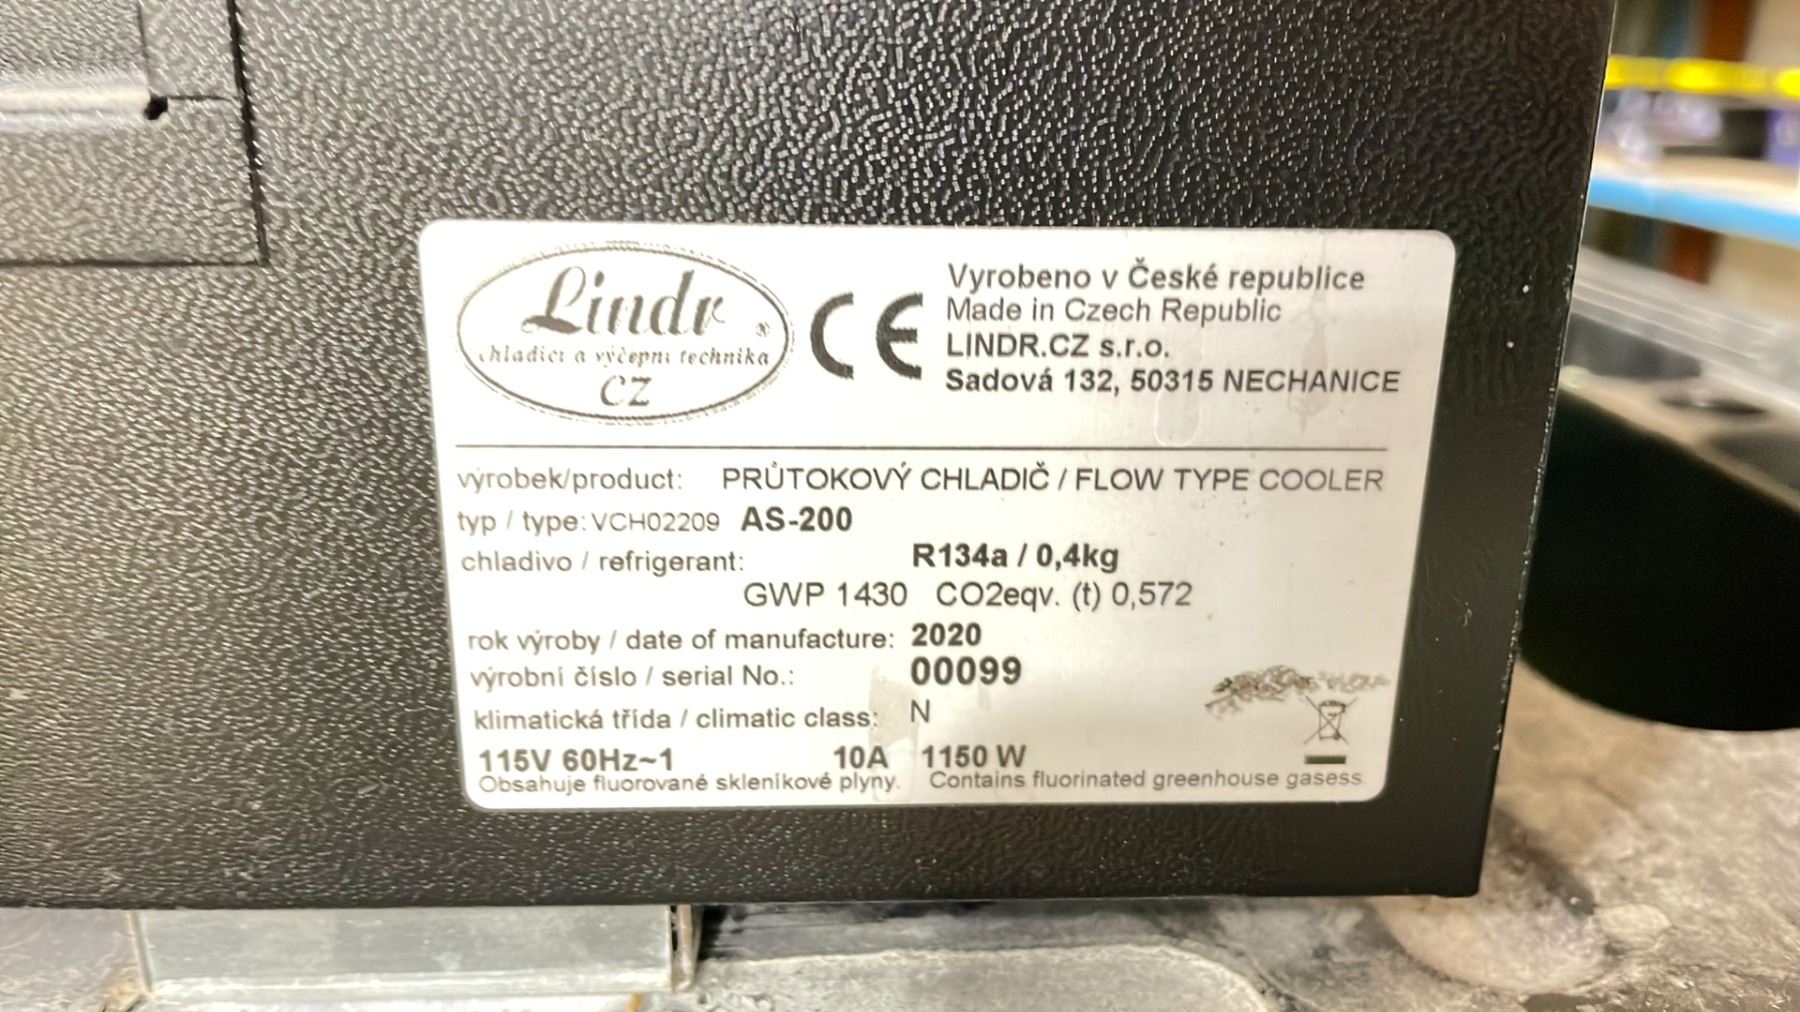 Lindr ®
chladicí a výčepní technika
CZ
CE
Vyrobeno v České republice
Made in Czech Republic
LINDR.CZ s.r.o.
Sadová 132, 50315 NECHANICE
výrobek/product: PRŮTOKOVÝ CHLADIČ / FLOW TYPE COOLER
typ / type: VCH02209 AS-200
chladivo / refrigerant: R134a / 0,4kg
GWP 1430 CO2eqv. (t) 0,572
rok výroby / date of manufacture: 2020
výrobní číslo / serial No.: 00099
klimatická třída / climatic class: N
115V 60Hz~1 10A 1150 W
Obsahuje fluorované skleníkové plyny. Contains fluorinated greenhouse gasess